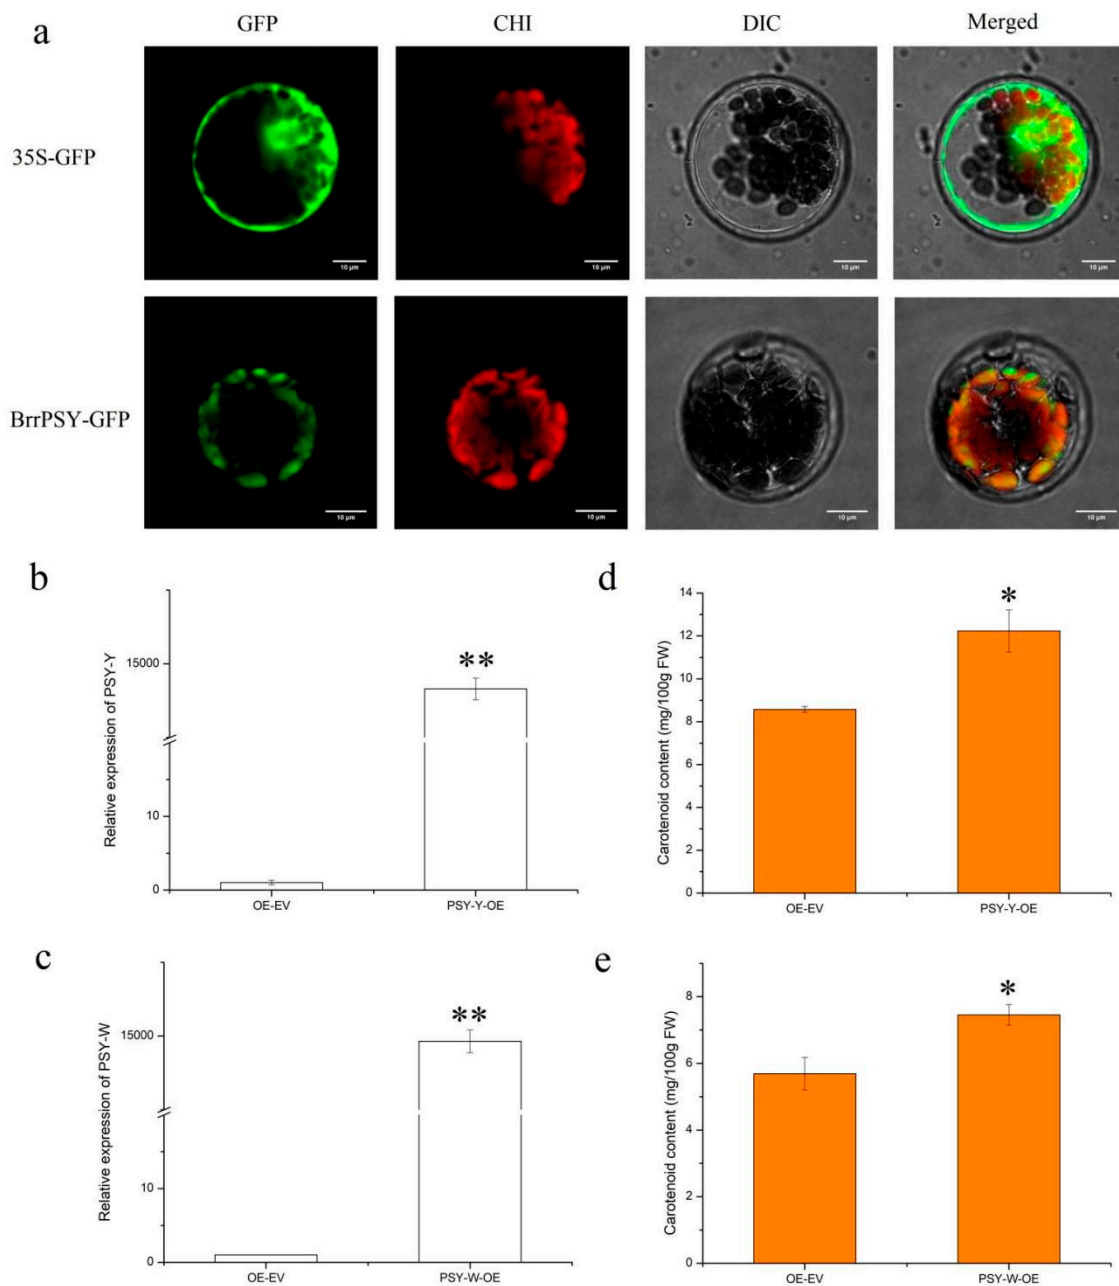 a
GFP CHI DIC Merged
35S-GFP
10 μm 10 μm 10 μm 10 μm
BrrPSY-GFP
10 μm 10 μm 10 μm 10 μm
b
Relative expression of PSY-Y
15000
10
0
**
OE-EV PSY-Y-OE
d
Carotenoid content (mg/100g FW)
14
12
10
8
6
4
2
0
*
OE-EV PSY-Y-OE
c
Relative expression of PSY-W
15000
10
0
**
OE-EV PSY-W-OE
e
Carotenoid content (mg/100g FW)
8
6
4
2
0
*
OE-EV PSY-W-OE